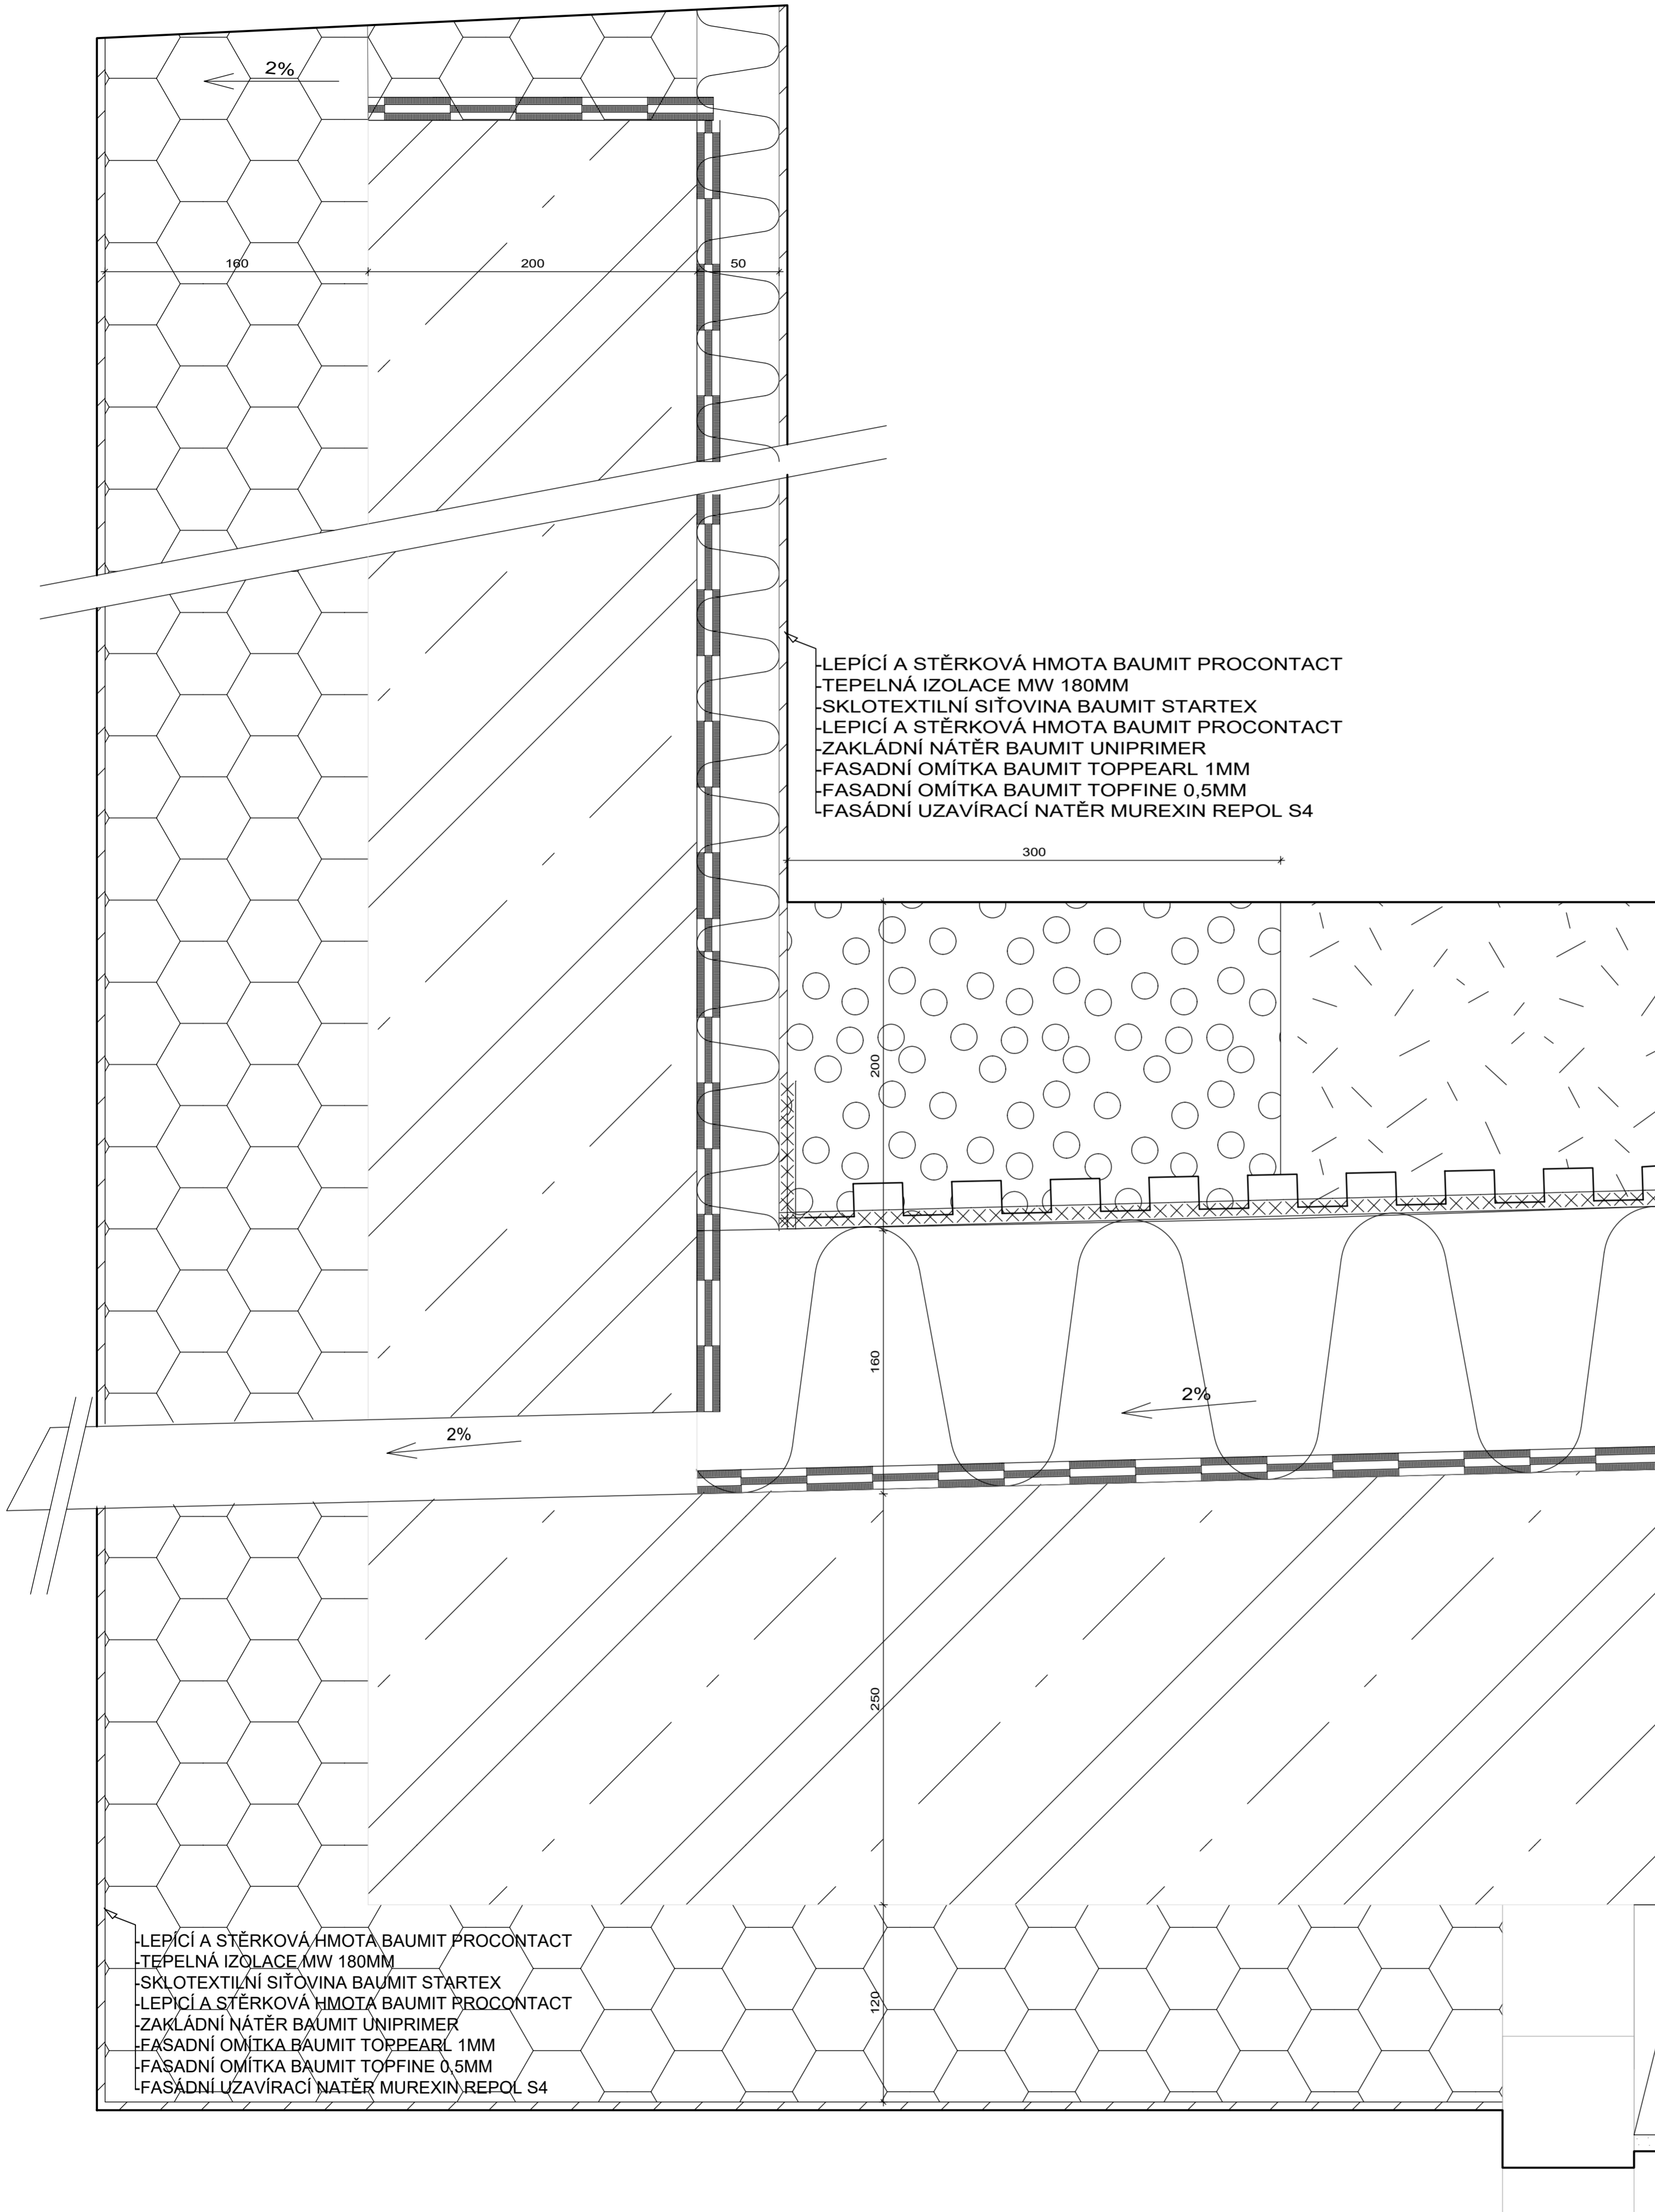 2%
160
200
50
-LEPÍCÍ A STĚRKOVÁ HMOTA BAUMIT PROCONTACT
-TEPELNÁ IZOLACE MW 180MM
-SKLOTEXTILNÍ SIŤOVINA BAUMIT STARTEX
-LEPICÍ A STĚRKOVÁ HMOTA BAUMIT PROCONTACT
-ZAKLÁDNÍ NÁTĚR BAUMIT UNIPRIMER
-FASADNÍ OMÍTKA BAUMIT TOPPEARL 1MM
-FASADNÍ OMÍTKA BAUMIT TOPFINE 0,5MM
-FASÁDNÍ UZAVÍRACÍ NATĚR MUREXIN REPOL S4
300
200
160
2%
2%
250
120
-LEPÍCÍ A STĚRKOVÁ HMOTA BAUMIT PROCONTACT
-TEPELNÁ IZOLACE MW 180MM
-SKLOTEXTILNÍ SIŤOVINA BAUMIT STARTEX
-LEPICÍ A STĚRKOVÁ HMOTA BAUMIT PROCONTACT
-ZAKLÁDNÍ NÁTĚR BAUMIT UNIPRIMER
-FASADNÍ OMÍTKA BAUMIT TOPPEARL 1MM
-FASADNÍ OMÍTKA BAUMIT TOPFINE 0,5MM
-FASÁDNÍ UZAVÍRACÍ NATĚR MUREXIN REPOL S4